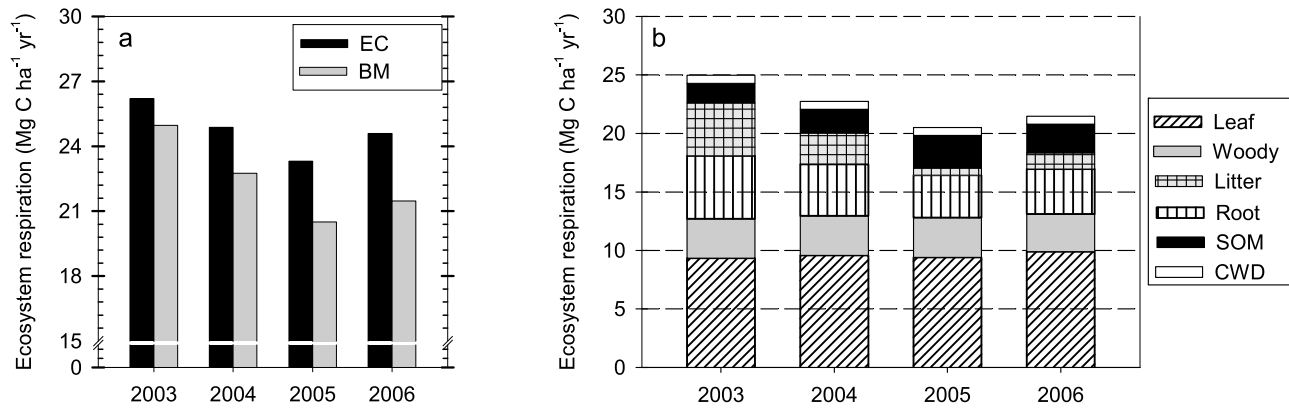 a
Ecosystem respiration (Mg C ha⁻¹ yr⁻¹)
30
27
24
21
18
15
0
EC
BM
2003 2004 2005 2006
b
Ecosystem respiration (Mg C ha⁻¹ yr⁻¹)
30
25
20
15
10
5
0
2003 2004 2005 2006
Leaf
Woody
Litter
Root
SOM
CWD